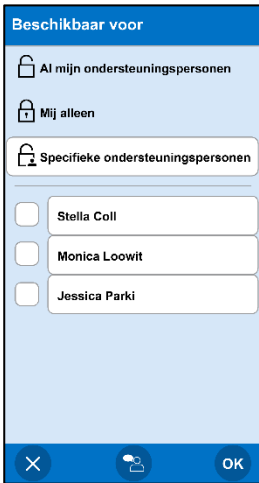 Beschikbaar voor
Al mijn ondersteuningspersonen
Mij alleen
Specifieke ondersteuningspersonen
Stella Coll
Monica Loowit
Jessica Parki
OK